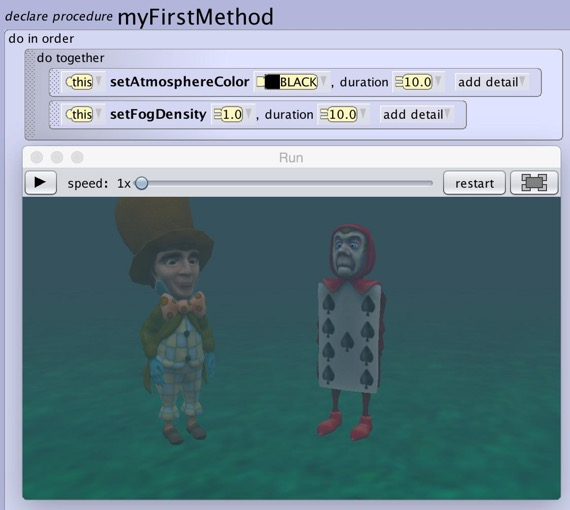 declare procedure myFirstMethod
do in order
do together
this setAtmosphereColor BLACK , duration 10.0 add detail
this setFogDensity 1.0 , duration 10.0 add detail
Run
speed: 1x restart